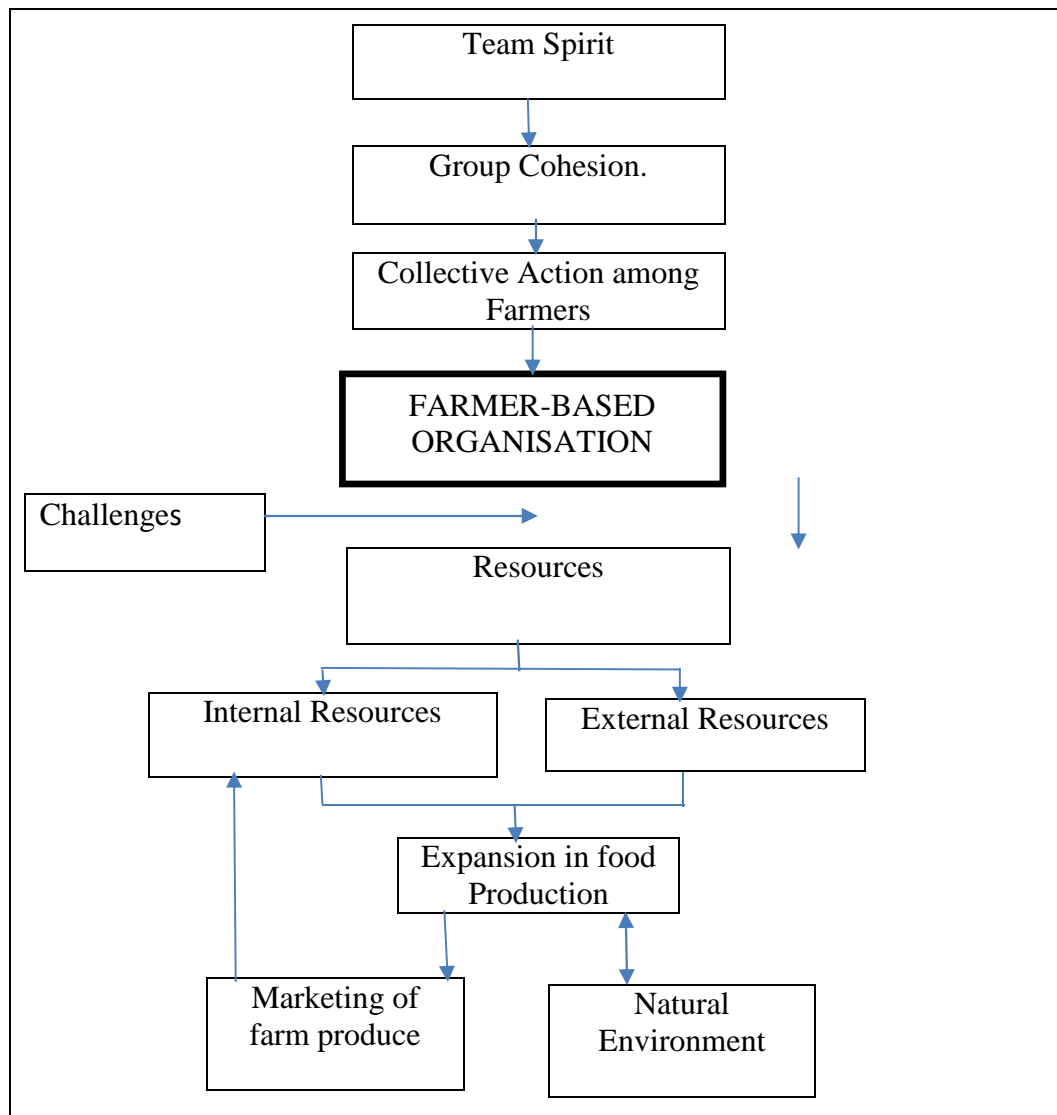 Team Spirit
Group Cohesion.
Collective Action among
Farmers
FARMER-BASED
ORGANISATION
Challenges
Resources
Internal Resources
External Resources
Expansion in food
Production
Marketing of
farm produce
Natural
Environment